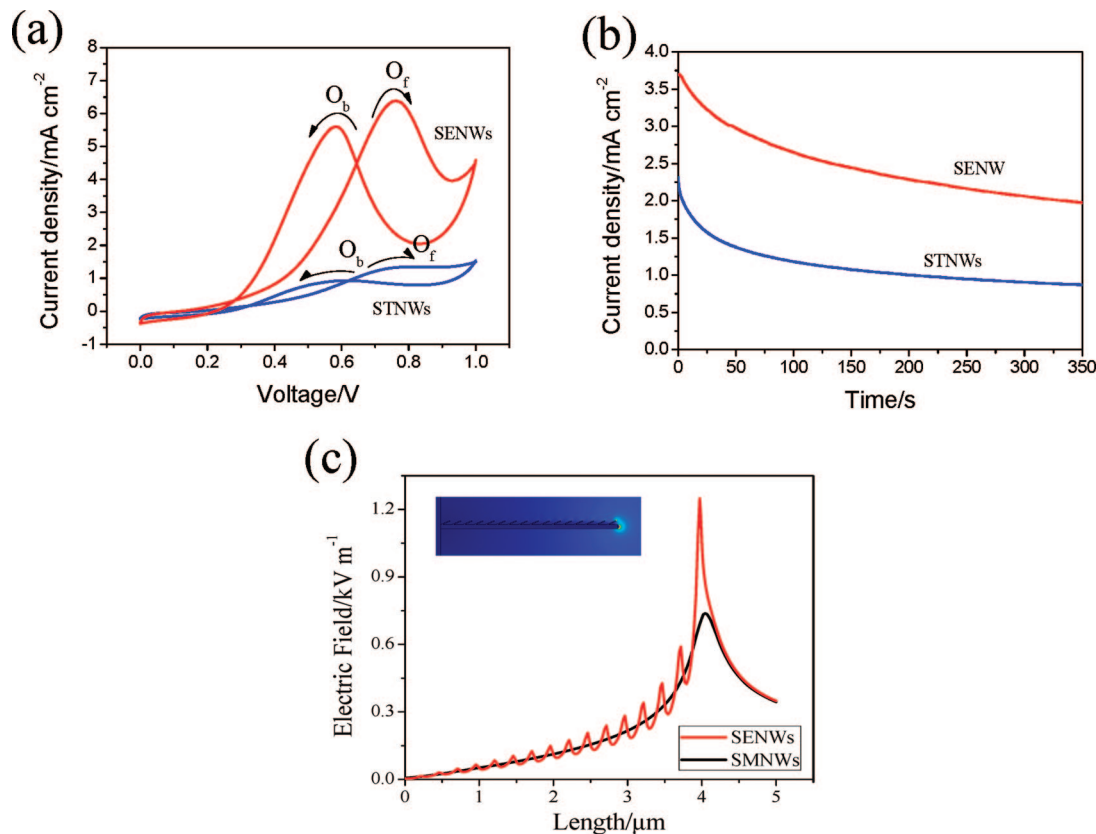 (a)
8
7
6
5
4
3
2
1
0
-1
Current density/mA cm⁻²
O_b
O_f
SENWs
O_b
O_f
STNWs
0.0
0.2
0.4
0.6
0.8
1.0
Voltage/V
(b)
4.0
3.5
3.0
2.5
2.0
1.5
1.0
0.5
0.0
Current density/mA cm⁻²
SENW
STNWs
0
50
100
150
200
250
300
350
Time/s
(c)
1.2
0.9
0.6
0.3
0.0
Electric Field/kV m⁻¹
SENWs
SMNWs
0
1
2
3
4
5
Length/μm